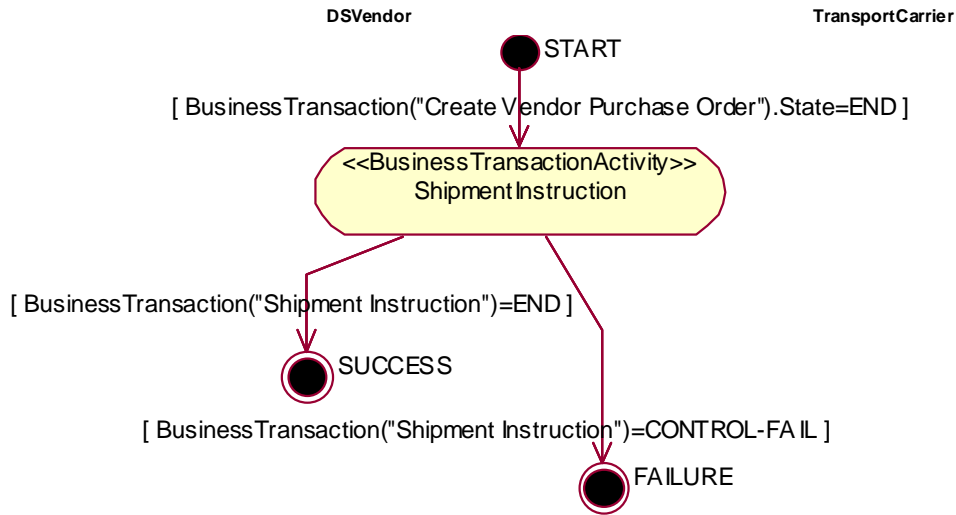 DSVendor TransportCarrier
START
[ BusinessTransaction("Create Vendor Purchase Order").State=END ]
<<BusinessTransactionActivity>>
ShipmentInstruction
[ BusinessTransaction("Shipment Instruction")=END ]
SUCCESS
[ BusinessTransaction("Shipment Instruction")=CONTROL-FAIL ]
FAILURE